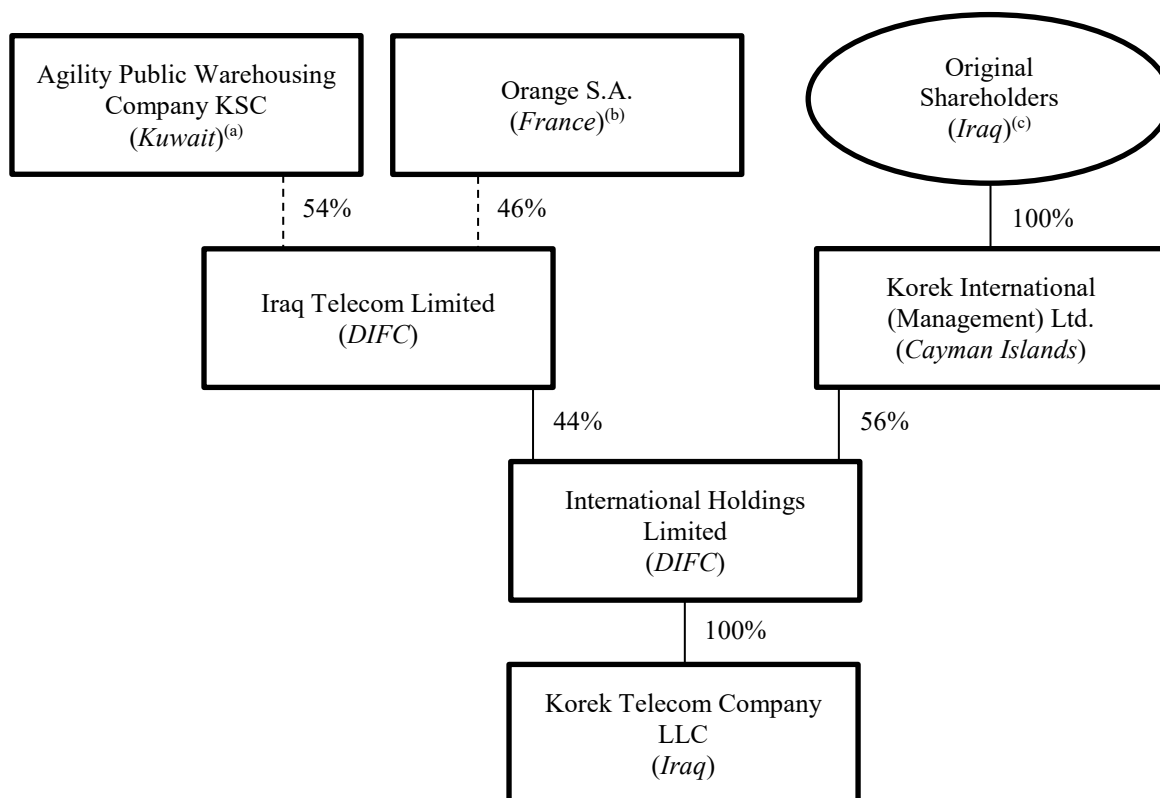 Agility Public Warehousing
Company KSC
(Kuwait)(a)
Orange S.A.
(France)(b)
Original
Shareholders
(Iraq)(c)
54%
46%
100%
Iraq Telecom Limited
(DIFC)
Korek International
(Management) Ltd.
(Cayman Islands)
44%
56%
International Holdings
Limited
(DIFC)
100%
Korek Telecom Company
LLC
(Iraq)